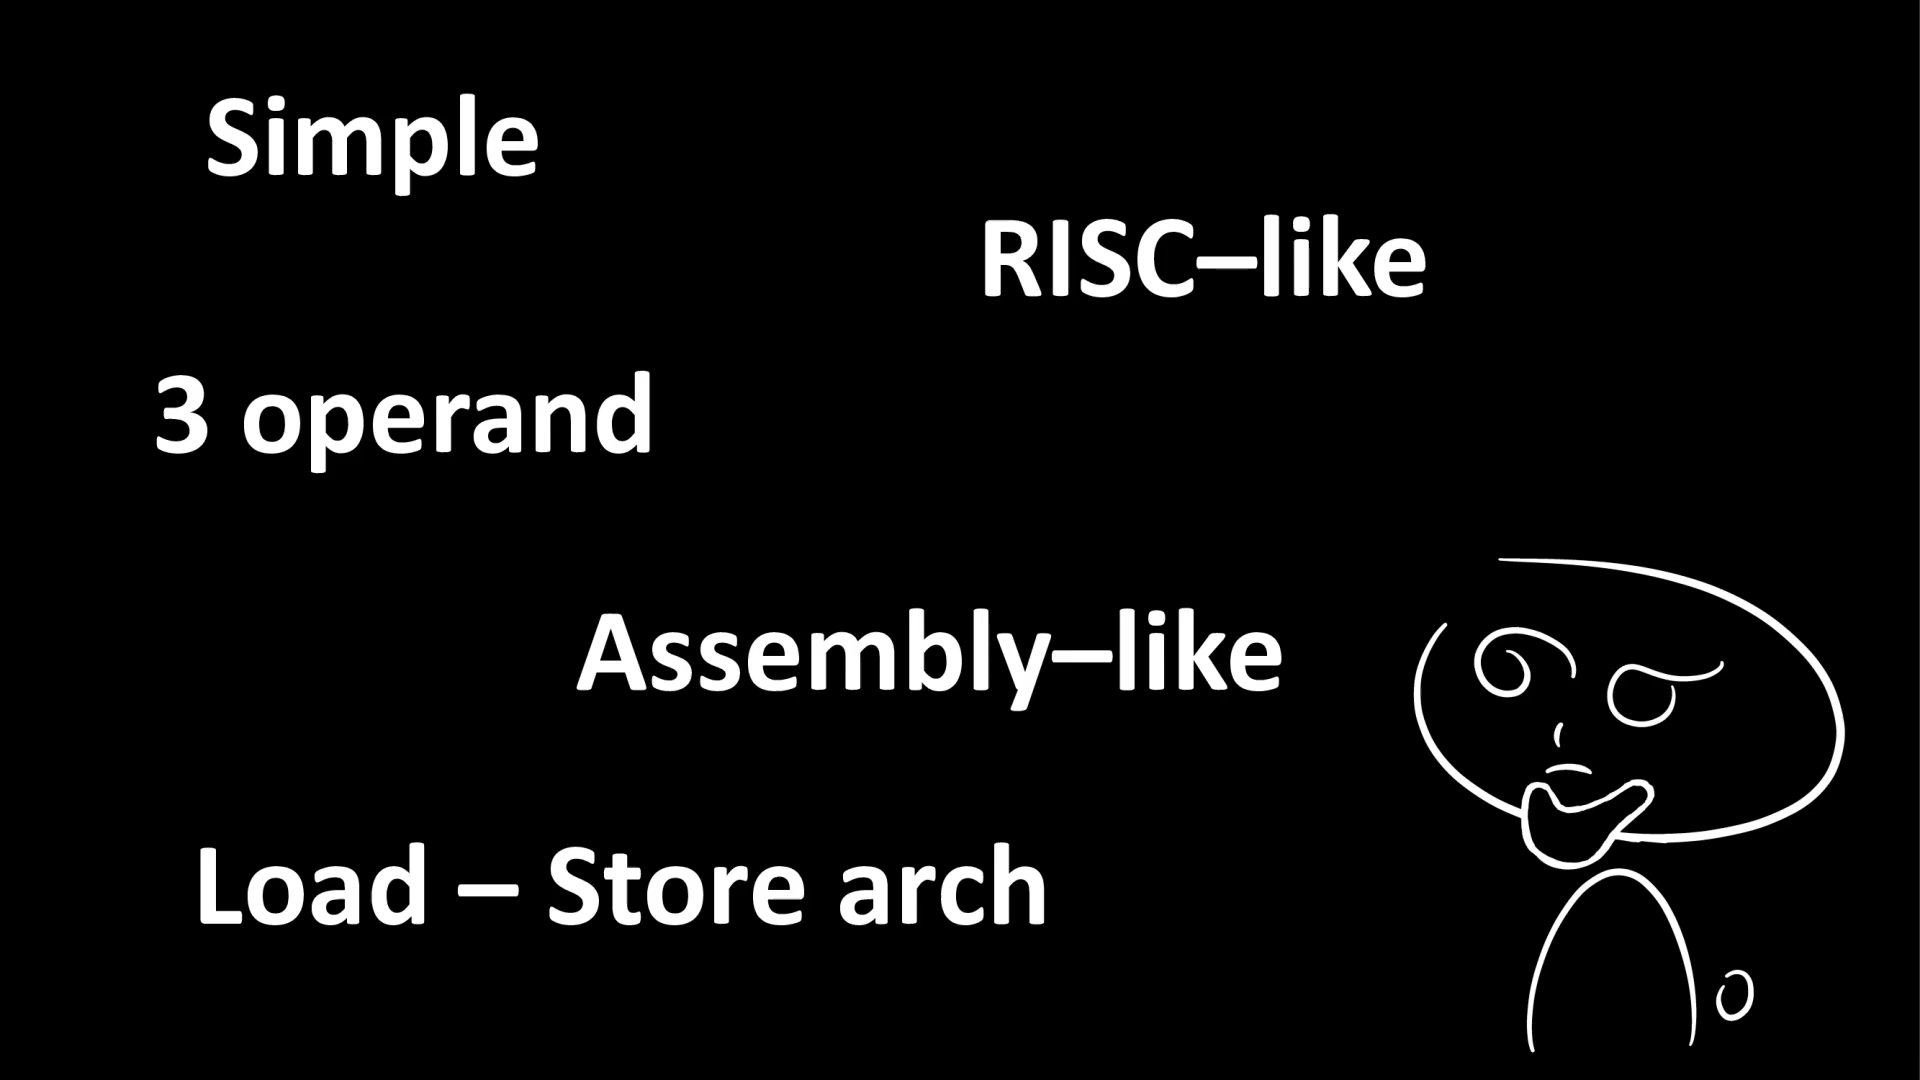 Simple
RISC–like
3 operand
Assembly–like
Load – Store arch